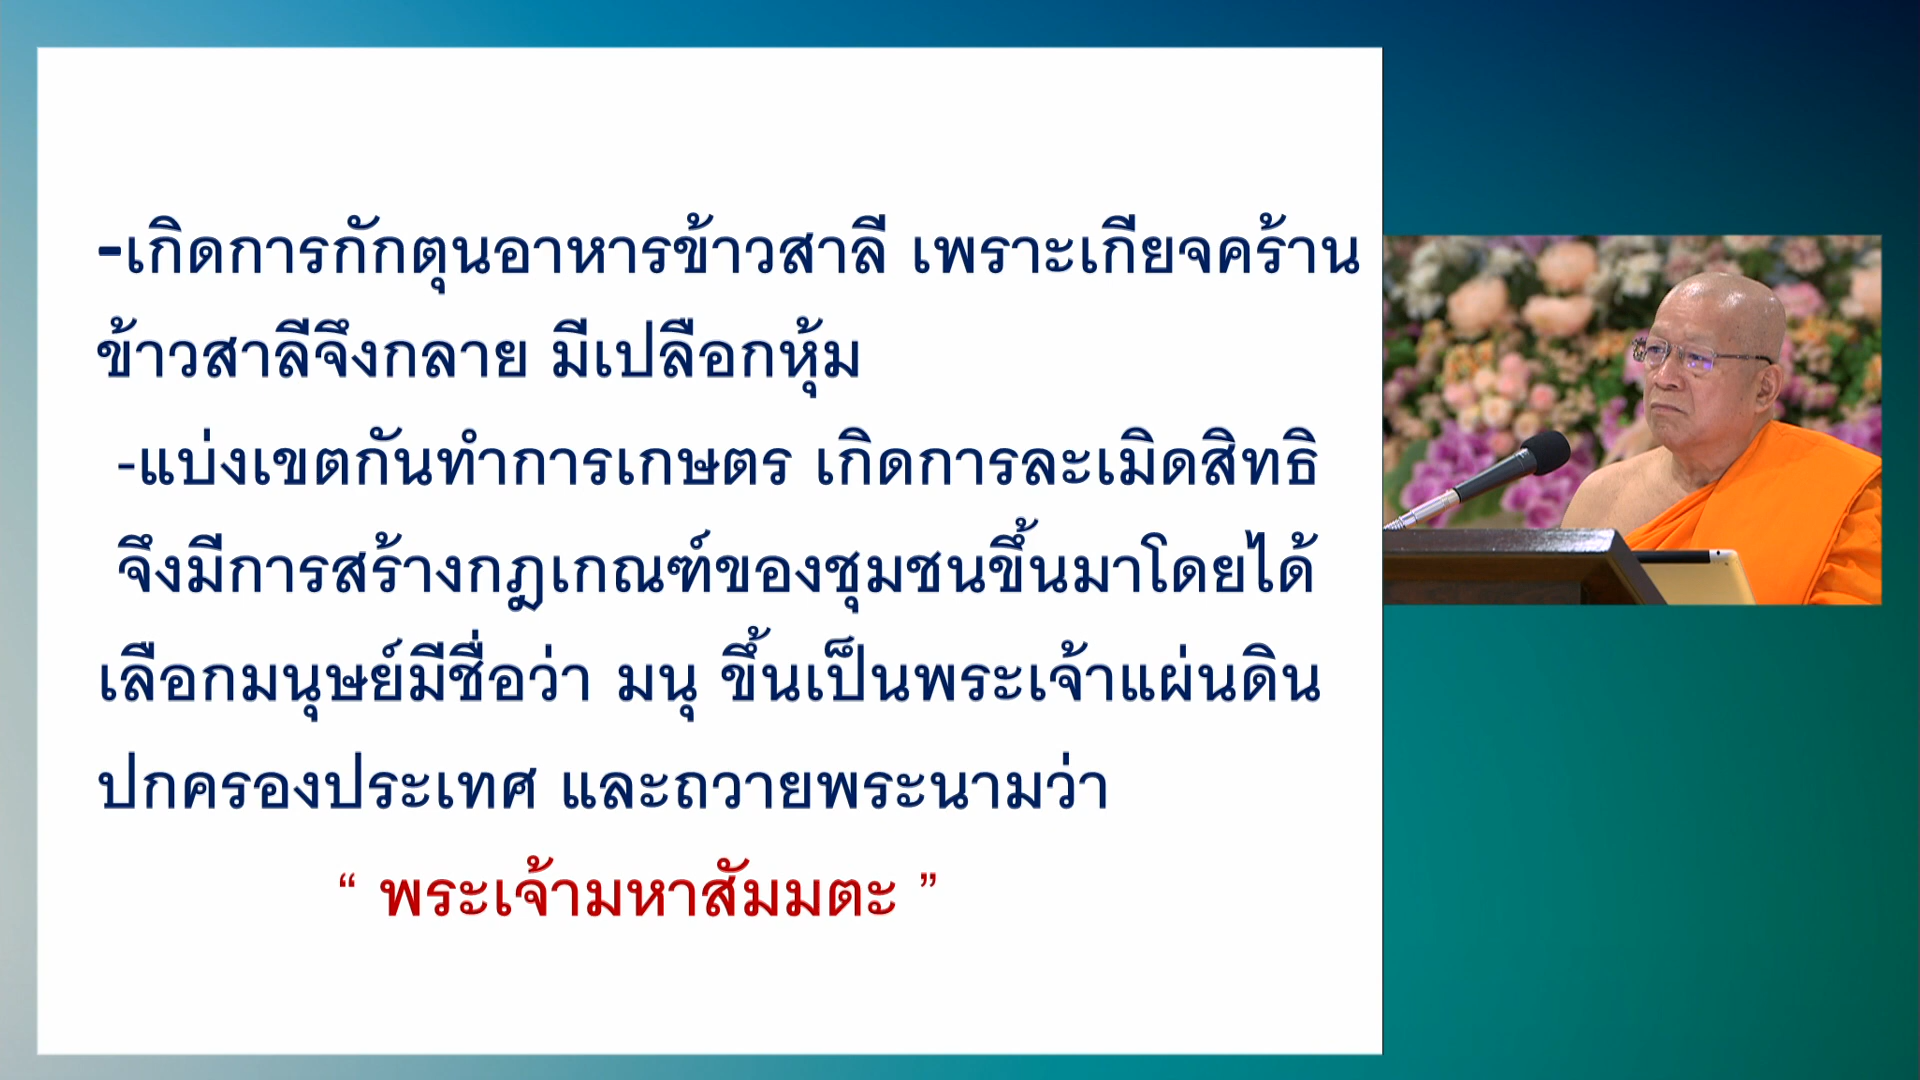 -เกิดการกักตุนอาหารข้าวสาลี เพราะเกียจคร้าน
ข้าวสาลีจึงกลาย มีเปลือกหุ้ม
-แบ่งเขตกันทำการเกษตร เกิดการละเมิดสิทธิ
จึงมีการสร้างกฎเกณฑ์ของชุมชนขึ้นมาโดยได้
เลือกมนุษย์มีชื่อว่า มนุ ขึ้นเป็นพระเจ้าแผ่นดิน
ปกครองประเทศ และถวายพระนามว่า
“ พระเจ้ามหาสัมมตะ ”